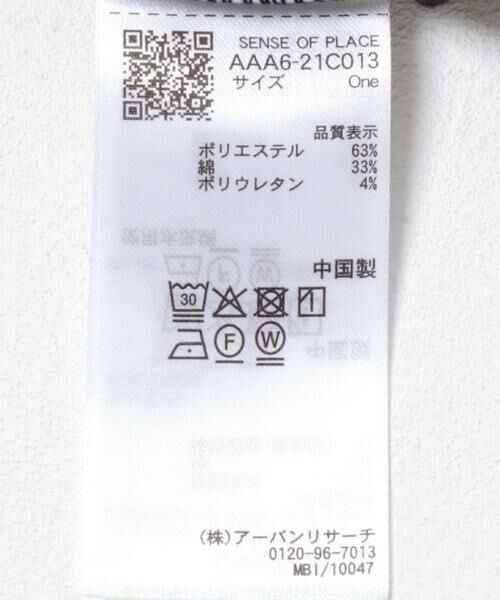 SENSE OF PLACE
AAA6-21C013
サイズ One
品質表示
ポリエステル 63%
綿 33%
ポリウレタン 4%
中国製
30
F W
(株)アーバンリサーチ
0120-96-7013
MBI/10047